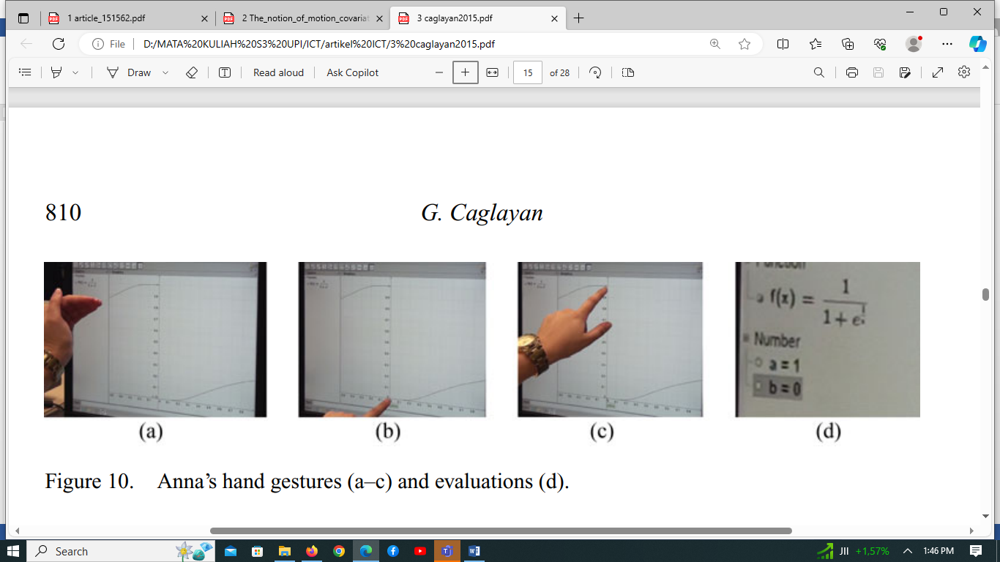 1 article_151562.pdf
2 The_notion_of_motion_covariat
3 caglayan2015.pdf
File
D:/MATA%20KULIAH%20S3%20UPI/ICT/artikel%20ICT/3%20caglayan2015.pdf
Draw
Read aloud
Ask Copilot
15 of 28
810
G. Caglayan
Function
f(x) = 1 / 1 + e
Number
a = 1
b = 0
(a)
(b)
(c)
(d)
Figure 10. Anna’s hand gestures (a–c) and evaluations (d).
Search
JII +1,57%
1:46 PM